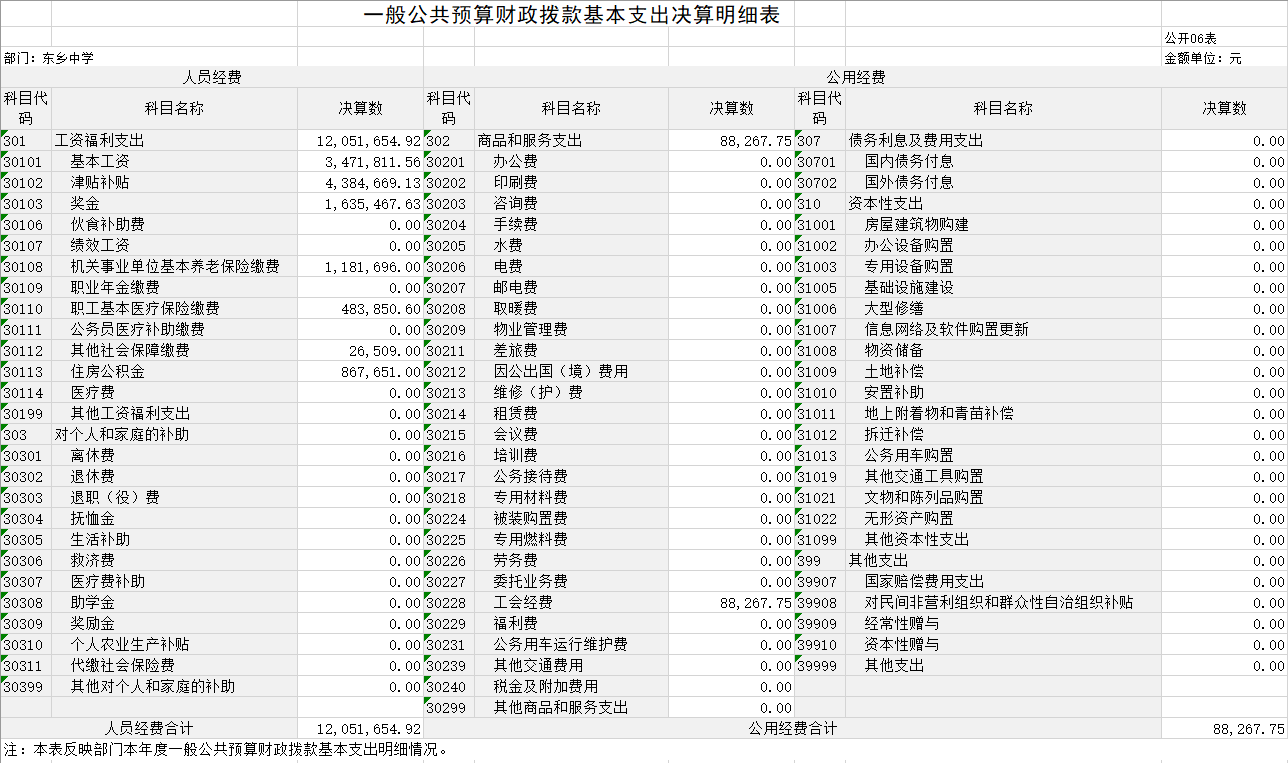 一般公共预算财政拨款基本支出决算明细表
公开06表
部门：东乡中学 金额单位：元
人员经费 公用经费
科目代码 科目名称 决算数 科目代码 科目名称 决算数 科目代码 科目名称 决算数
301 工资福利支出 12,051,654.92 302 商品和服务支出 88,267.75 307 债务利息及费用支出 0.00
30101 基本工资 3,471,811.56 30201 办公费 0.00 30701 国内债务付息 0.00
30102 津贴补贴 4,384,669.13 30202 印刷费 0.00 30702 国外债务付息 0.00
30103 奖金 1,635,467.63 30203 咨询费 0.00 310 资本性支出 0.00
30106 伙食补助费 0.00 30204 手续费 0.00 31001 房屋建筑物购建 0.00
30107 绩效工资 0.00 30205 水费 0.00 31002 办公设备购置 0.00
30108 机关事业单位基本养老保险缴费 1,181,696.00 30206 电费 0.00 31003 专用设备购置 0.00
30109 职业年金缴费 0.00 30207 邮电费 0.00 31005 基础设施建设 0.00
30110 职工基本医疗保险缴费 483,850.60 30208 取暖费 0.00 31006 大型修缮 0.00
30111 公务员医疗补助缴费 0.00 30209 物业管理费 0.00 31007 信息网络及软件购置更新 0.00
30112 其他社会保障缴费 26,509.00 30211 差旅费 0.00 31008 物资储备 0.00
30113 住房公积金 867,651.00 30212 因公出国（境）费用 0.00 31009 土地补偿 0.00
30114 医疗费 0.00 30213 维修（护）费 0.00 31010 安置补助 0.00
30199 其他工资福利支出 0.00 30214 租赁费 0.00 31011 地上附着物和青苗补偿 0.00
303 对个人和家庭的补助 0.00 30215 会议费 0.00 31012 拆迁补偿 0.00
30301 离休费 0.00 30216 培训费 0.00 31013 公务用车购置 0.00
30302 退休费 0.00 30217 公务接待费 0.00 31019 其他交通工具购置 0.00
30303 退职（役）费 0.00 30218 专用材料费 0.00 31021 文物和陈列品购置 0.00
30304 抚恤金 0.00 30224 被装购置费 0.00 31022 无形资产购置 0.00
30305 生活补助 0.00 30225 专用燃料费 0.00 31099 其他资本性支出 0.00
30306 救济费 0.00 30226 劳务费 0.00 399 其他支出 0.00
30307 医疗费补助 0.00 30227 委托业务费 0.00 39907 国家赔偿费用支出 0.00
30308 助学金 0.00 30228 工会经费 88,267.75 39908 对民间非营利组织和群众性自治组织补贴 0.00
30309 奖励金 0.00 30229 福利费 0.00 39909 经常性赠与 0.00
30310 个人农业生产补贴 0.00 30231 公务用车运行维护费 0.00 39910 资本性赠与 0.00
30311 代缴社会保险费 0.00 30239 其他交通费用 0.00 39999 其他支出 0.00
30399 其他对个人和家庭的补助 0.00 30240 税金及附加费用 0.00
30299 其他商品和服务支出 0.00
人员经费合计 12,051,654.92 公用经费合计 88,267.75
注：本表反映部门本年度一般公共预算财政拨款基本支出明细情况。